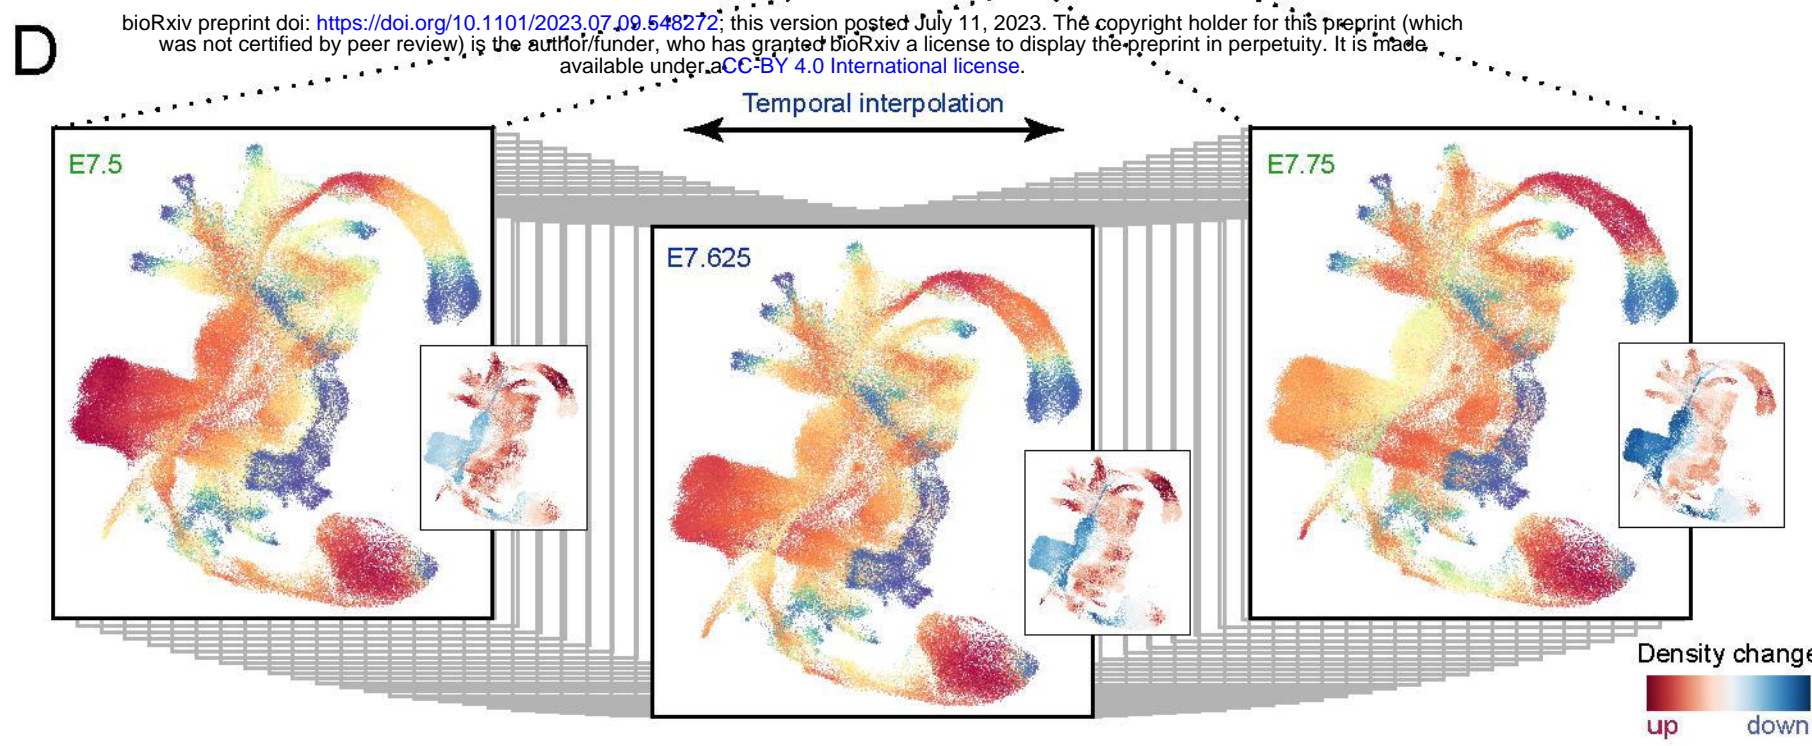 bioRxiv preprint doi: https://doi.org/10.1101/2023.07.09.548272; this version posted July 11, 2023. The copyright holder for this preprint (which
was not certified by peer review) is the author/funder, who has granted bioRxiv a license to display the preprint in perpetuity. It is made
available under aCC-BY 4.0 International license.
D
Temporal interpolation
E7.5
E7.75
E7.625
Density change
up down